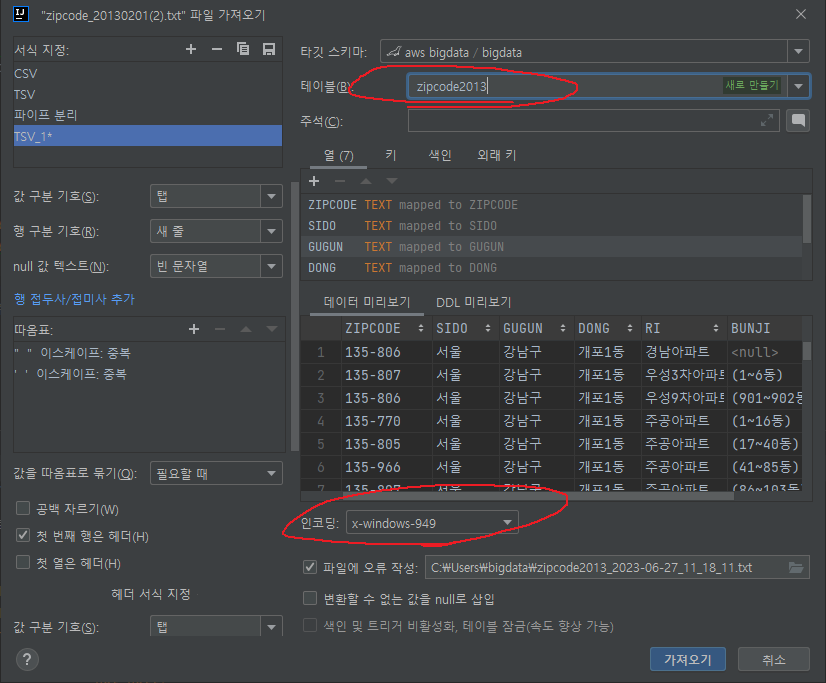 IJ "zipcode_20130201(2).txt" 파일 가져오기
서식 지정:
CSV
TSV
파이프 분리
TSV_1*
값 구분 기호(S): 탭
행 구분 기호(R): 새 줄
null 값 텍스트(N): 빈 문자열
행 접두사/접미사 추가
따옴표:
" " 이스케이프: 중복
' ' 이스케이프: 중복
값을 따옴표로 묶기(Q): 필요할 때
공백 자르기(W)
첫 번째 행은 헤더(H)
첫 열은 헤더(H)
헤더 서식 지정
값 구분 기호(S): 탭
타깃 스키마: aws bigdata / bigdata
테이블(B): zipcode2013 새로 만들기
주석(C):
열 (7) 키 색인 외래 키
ZIPCODE TEXT mapped to ZIPCODE
SIDO TEXT mapped to SIDO
GUGUN TEXT mapped to GUGUN
DONG TEXT mapped to DONG
데이터 미리보기 DDL 미리보기
ZIPCODE SIDO GUGUN DONG RI BUNJI
1 135-806 서울 강남구 개포1동 경남아파트 <null>
2 135-807 서울 강남구 개포1동 우성3차아파트 (1~6동)
3 135-806 서울 강남구 개포1동 우성9차아파트 (901~902동
4 135-770 서울 강남구 개포1동 주공아파트 (1~16동)
5 135-805 서울 강남구 개포1동 주공아파트 (17~40동)
6 135-966 서울 강남구 개포1동 주공아파트 (41~85동)
7 135-807 서울 강남구 개포1동 주공아파트 (86~103동
인코딩: x-windows-949
파일에 오류 작성: C:₩Users₩bigdata₩zipcode2013_2023-06-27_11_18_11.txt
변환할 수 없는 값을 null로 삽입
색인 및 트리거 비활성화, 테이블 잠금(속도 향상 가능)
? 가져오기 취소